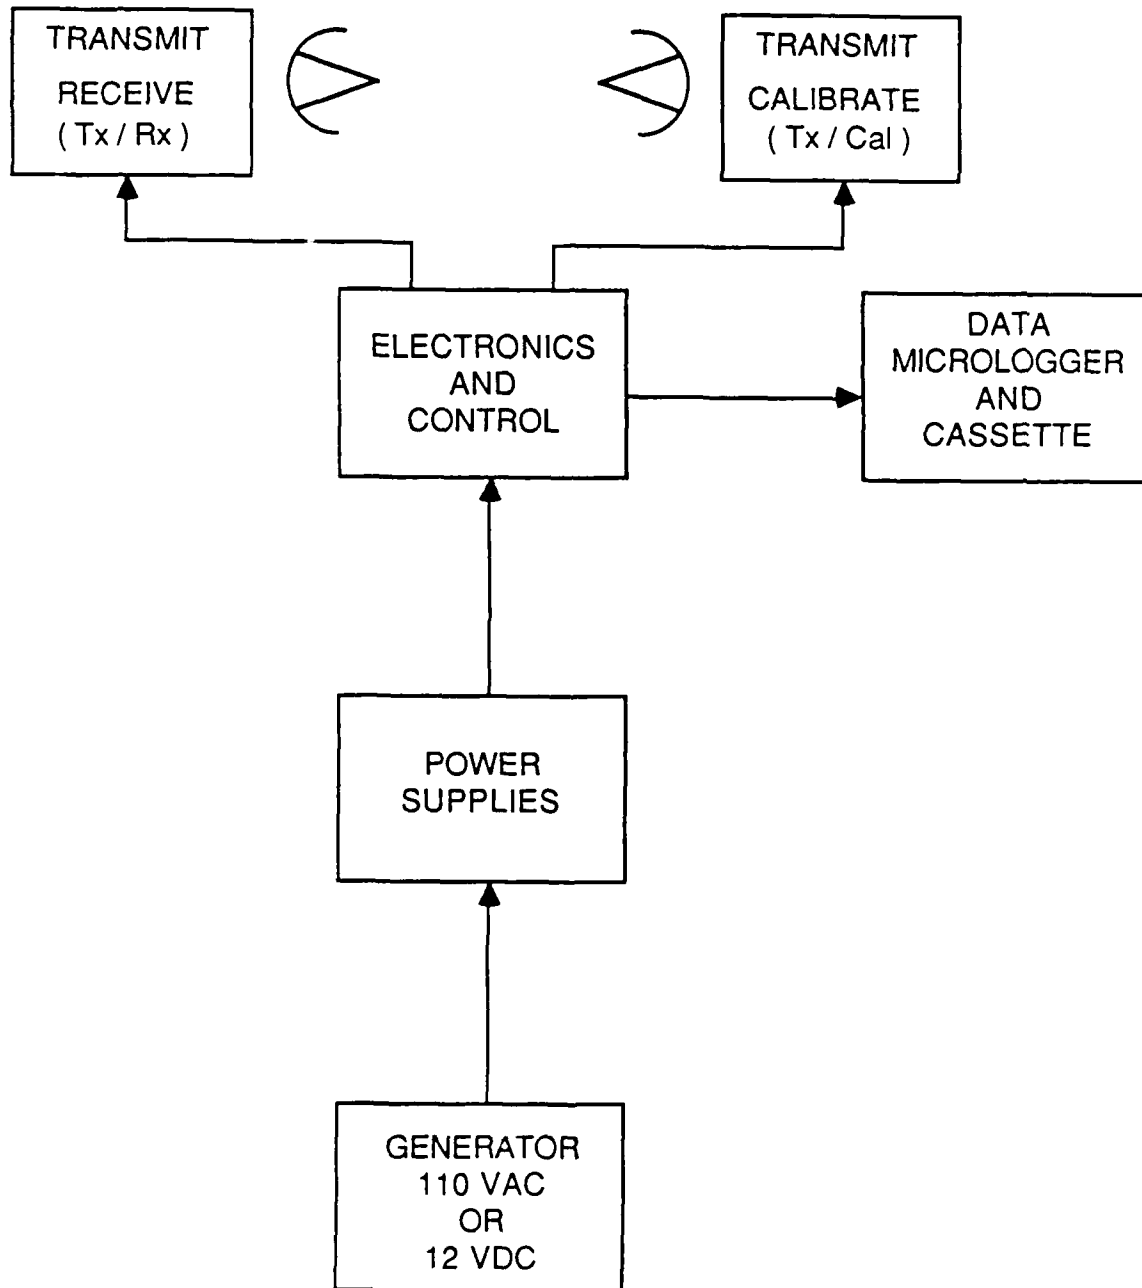 TRANSMIT
RECEIVE
( Tx / Rx )
TRANSMIT
CALIBRATE
( Tx / Cal )
ELECTRONICS
AND
CONTROL
DATA
MICROLOGGER
AND
CASSETTE
POWER
SUPPLIES
GENERATOR
110 VAC
OR
12 VDC